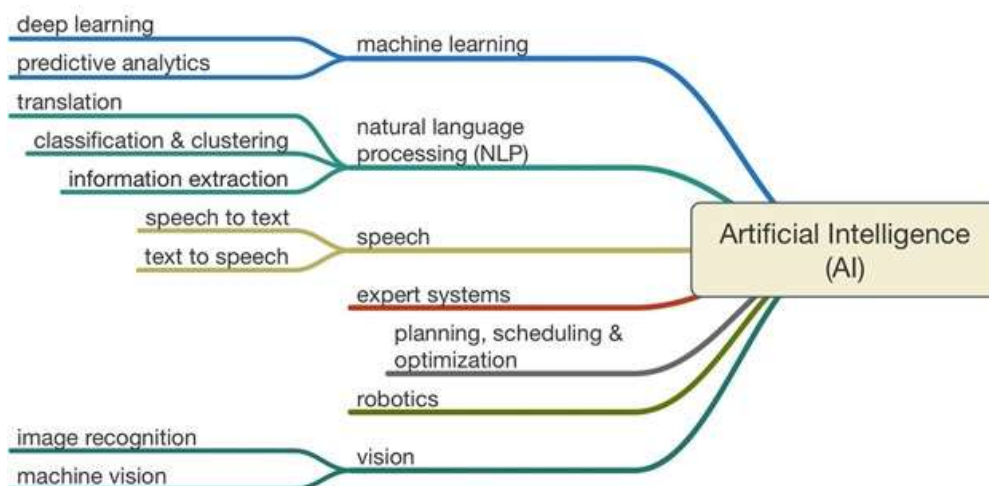 deep learning
machine learning
predictive analytics
translation
natural language
processing (NLP)
classification & clustering
information extraction
speech to text
speech
text to speech
Artificial Intelligence
(AI)
expert systems
planning, scheduling &
optimization
robotics
image recognition
vision
machine vision